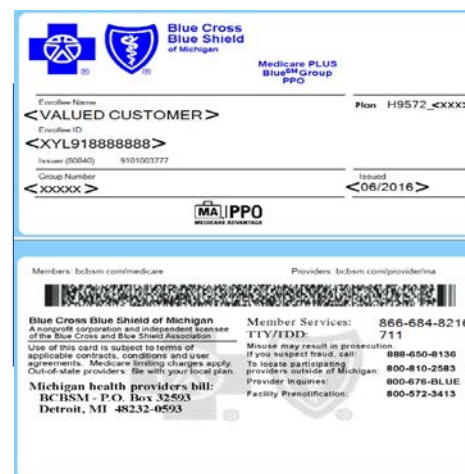 Blue Cross
Blue Shield
of Michigan
Medicare PLUS
Blue℠ Group
PPO
Enrollee Name
<VALUED CUSTOMER>
Plan H9572_<xxx>
Enrollee ID
<XYL918888888>
Issuer (80840) 9101003777
Group Number
<xxxxx>
Issued
<06/2016>
MA PPO
MEDICARE ADVANTAGE
Members: bcbsm.com/medicare
Providers: bcbsm.com/provider/ma
Blue Cross Blue Shield of Michigan
A nonprofit corporation and independent licensee
of the Blue Cross and Blue Shield Association
Use of this card is subject to terms of
applicable contracts, conditions and user
agreements. Medicare limiting charges apply.
Out-of-state providers: file with your local plan.
Michigan health providers bill:
BCBSM - P.O. Box 32593
Detroit, MI 48232-0593
Member Services: 866-684-8216
TTY/TDD: 711
Misuse may result in prosecution.
If you suspect fraud, call: 888-650-8136
To locate participating
providers outside of Michigan: 800-810-2583
Provider Inquiries: 800-676-BLUE
Facility Prenotification: 800-572-3413